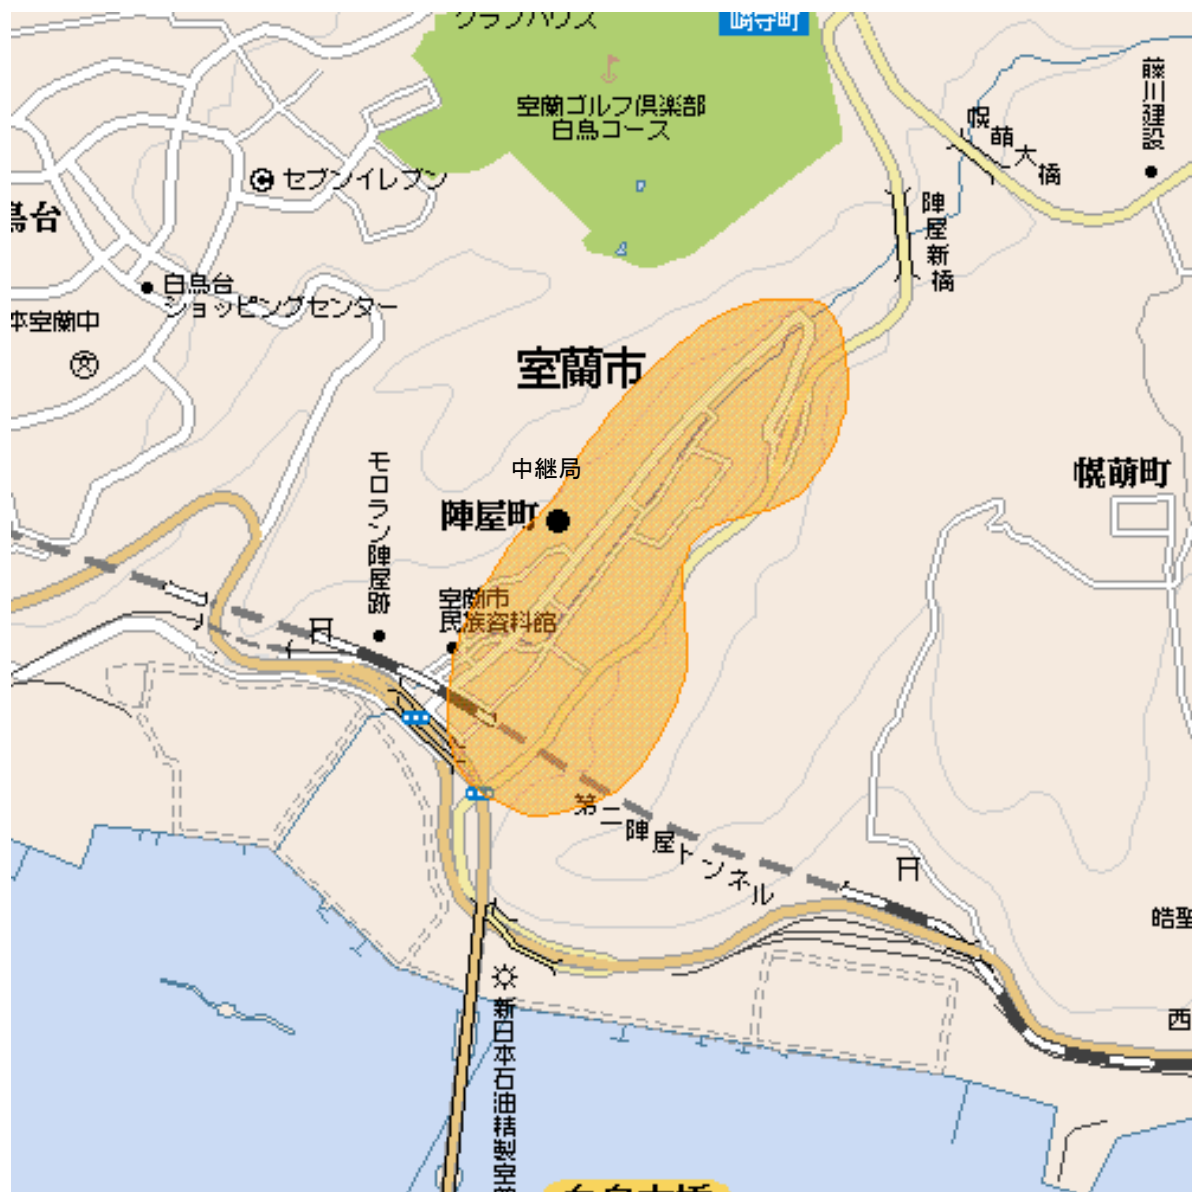 クラブハウス
室蘭ゴルフ倶楽部
白鳥コース
幌萌大橋
藤川建設
セブンイレブン
鳥台
陣屋新橋
白鳥台
ショッピングセンター
本室蘭中
文
室蘭市
モロラン陣屋跡
中継局
幌萌町
陣屋町
室蘭市
民族資料館
第二陣屋トンネル
皓聖
新日本石油精製室蘭
西
白鳥大橋